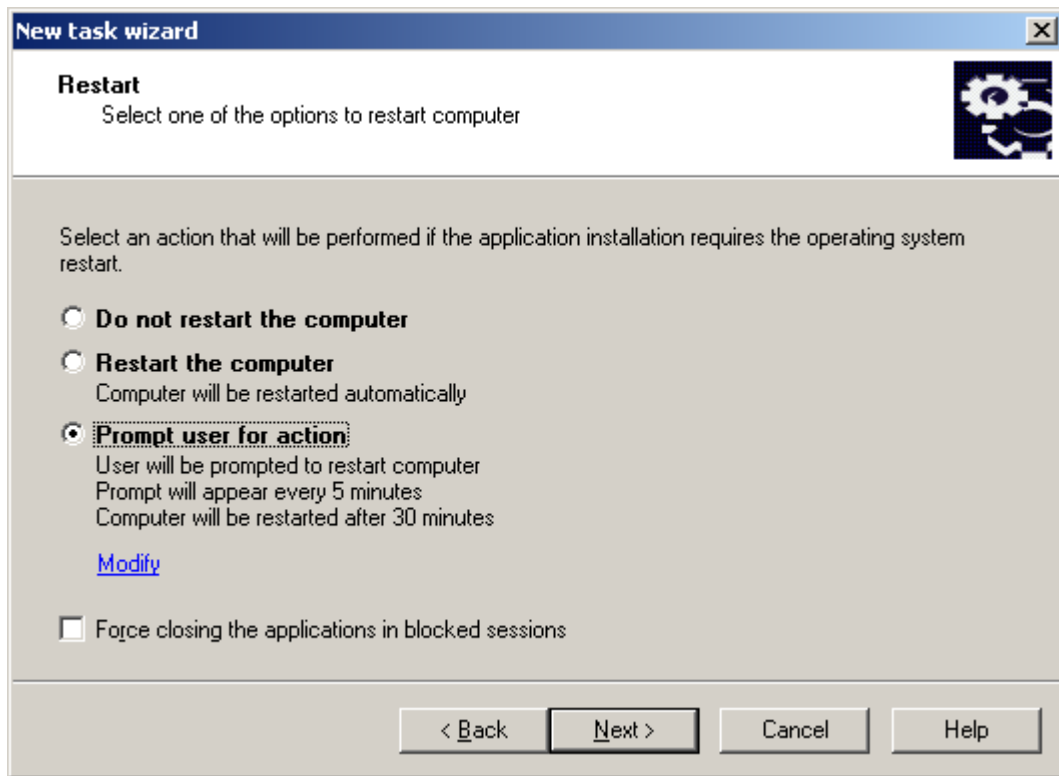 New task wizard
Restart
Select one of the options to restart computer
Select an action that will be performed if the application installation requires the operating system
restart.
Do not restart the computer
Restart the computer
Computer will be restarted automatically
Prompt user for action
User will be prompted to restart computer
Prompt will appear every 5 minutes
Computer will be restarted after 30 minutes
Modify
Force closing the applications in blocked sessions
< Back Next > Cancel Help